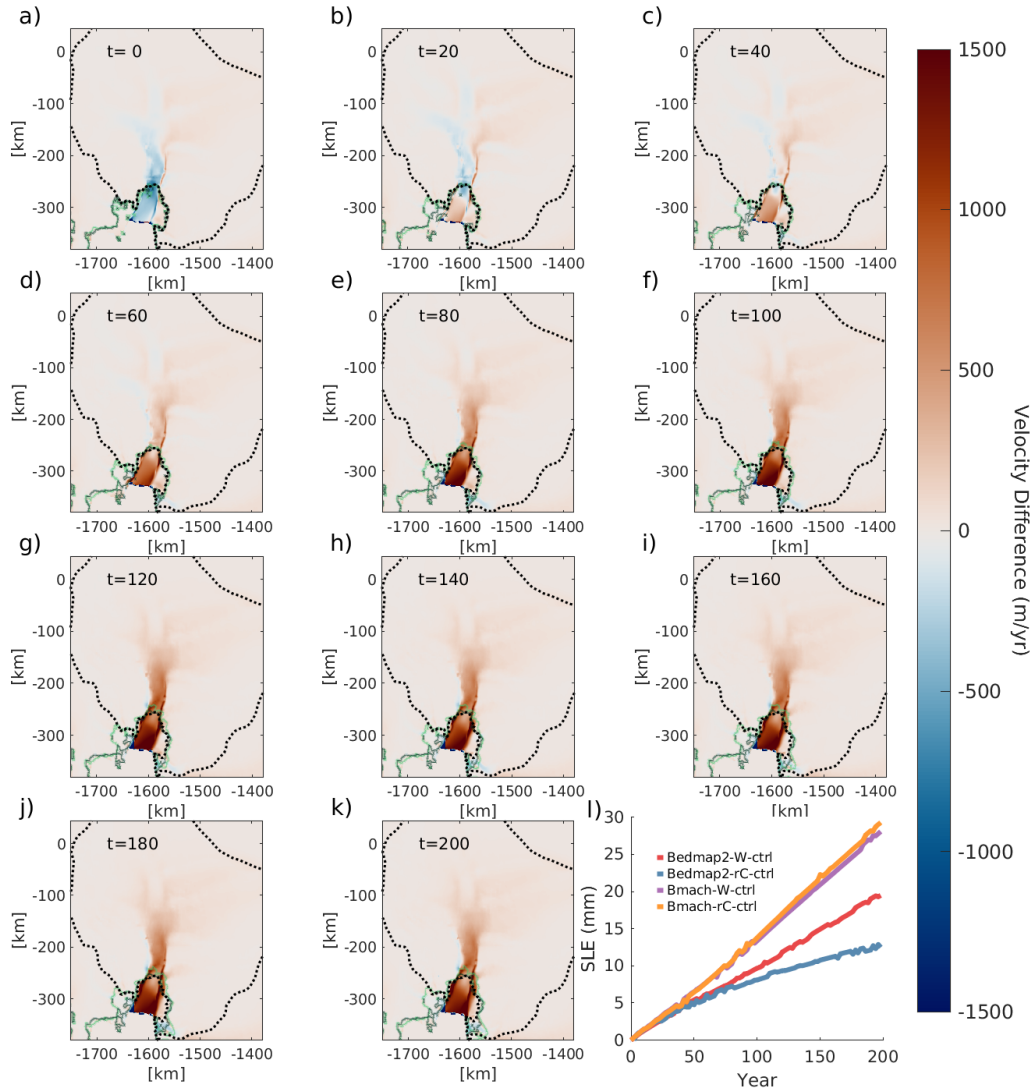 a)
b)
c)
t= 0
t=20
t=40
0
-100
-200
-300
[km]
0
-100
-200
-300
[km]
0
-100
-200
-300
[km]
-1700 -1600 -1500 -1400
[km]
-1700 -1600 -1500 -1400
[km]
-1700 -1600 -1500 -1400
[km]
d)
e)
f)
t=60
t=80
t=100
0
-100
-200
-300
[km]
0
-100
-200
-300
[km]
0
-100
-200
-300
[km]
-1700 -1600 -1500 -1400
[km]
-1700 -1600 -1500 -1400
[km]
-1700 -1600 -1500 -1400
[km]
g)
h)
i)
t=120
t=140
t=160
0
-100
-200
-300
[km]
0
-100
-200
-300
[km]
0
-100
-200
-300
[km]
-1700 -1600 -1500 -1400
[km]
-1700 -1600 -1500 -1400
[km]
-1700 -1600 -1500 -1400
[km]
j)
k)
l)
t=180
t=200
0
-100
-200
-300
[km]
0
-100
-200
-300
[km]
-1700 -1600 -1500 -1400
[km]
-1700 -1600 -1500 -1400
[km]
30
25
20
15
10
5
0
SLE (mm)
Bedmap2-W-ctrl
Bedmap2-rC-ctrl
Bmach-W-ctrl
Bmach-rC-ctrl
0 50 100 150 200
Year
1500
1000
500
0
-500
-1000
-1500
Velocity Difference (m/yr)